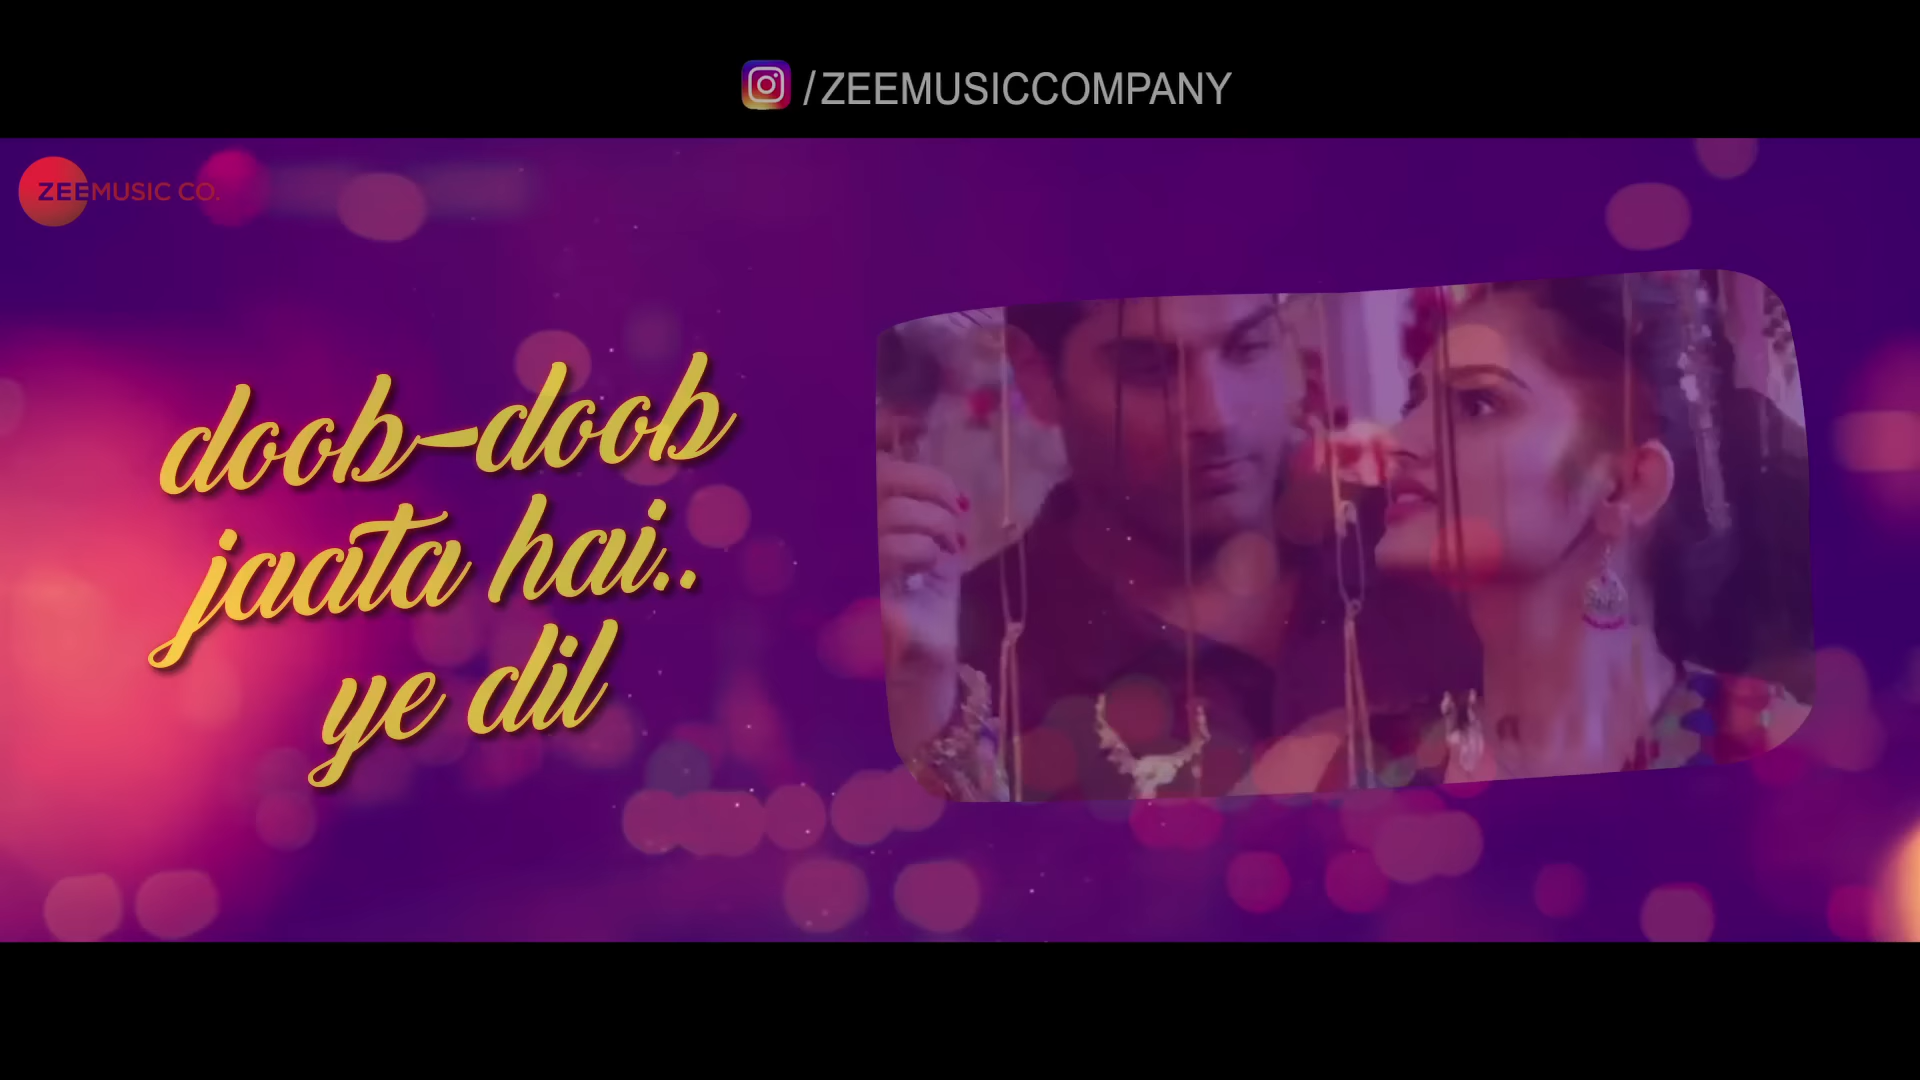 /ZEEMUSICCOMPANY
ZEEMUSIC CO.
doob-doob
jaata hai..
ye dil